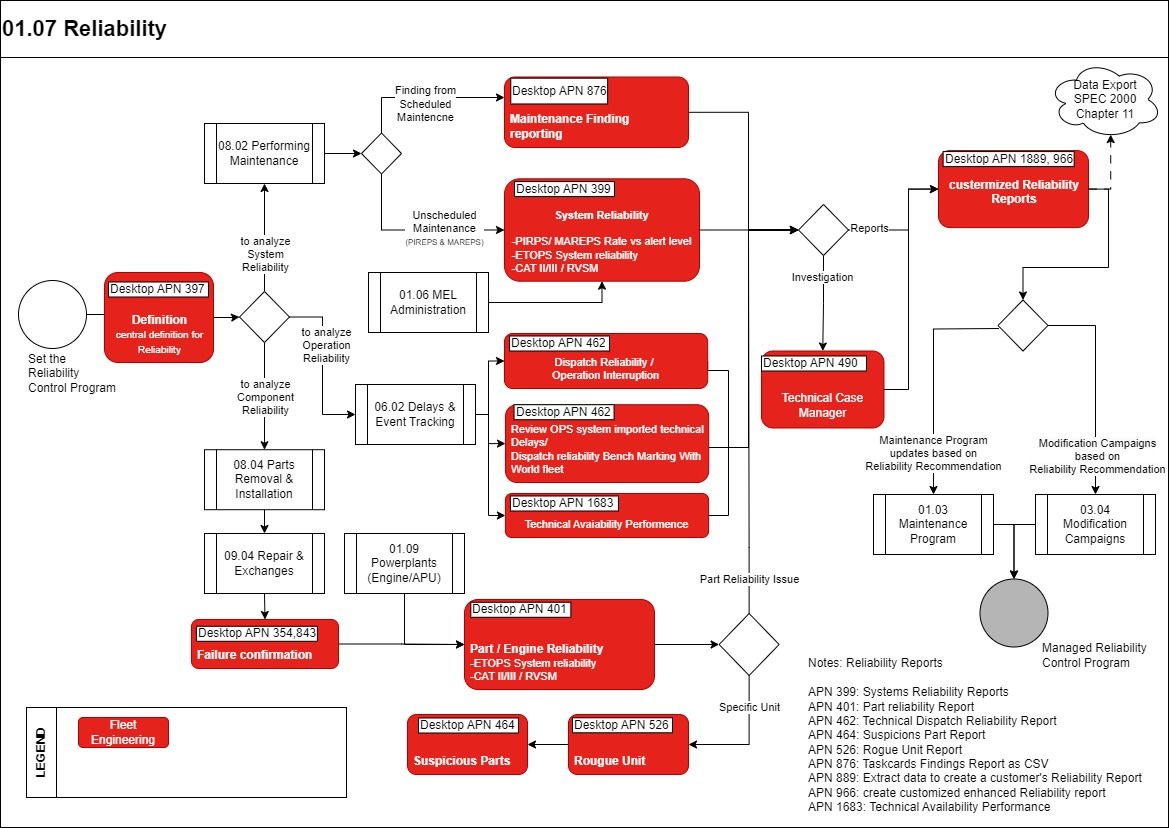 01.07 Reliability
Data Export
SPEC 2000
Chapter 11
Finding from
Scheduled
Maintencne
Desktop APN 876
Maintenance Finding
reporting
08.02 Performing
Maintenance
Desktop APN 1889, 966
custermized Reliability
Reports
Unscheduled
Maintenance
(PIREPS & MAREPS)
Desktop APN 399
System Reliability
-PIRPS/ MAREPS Rate vs alert level
-ETOPS System reliability
-CAT II/III / RVSM
Reports
Investigation
to analyze
System
Reliability
01.06 MEL
Administration
Desktop APN 397
Definition
central definition for
Reliability
Set the
Reliability
Control Program
to analyze
Operation
Reliability
Desktop APN 462
Dispatch Reliability /
Operation Interruption
Desktop APN 490
Technical Case
Manager
to analyze
Component
Reliability
06.02 Delays &
Event Tracking
Desktop APN 462
Review OPS system imported technical
Delays/
Dispatch reliability Bench Marking With
World fleet
Maintenance Program
updates based on
Reliability Recommendation
Modification Campaigns
based on
Reliability Recommendation
08.04 Parts
Removal &
Installation
Desktop APN 1683
Technical Avaiability Performence
01.03
Maintenance
Program
03.04
Modification
Campaigns
09.04 Repair &
Exchanges
01.09
Powerplants
(Engine/APU)
Part Reliability Issue
Desktop APN 354,843
Failure confirmation
Desktop APN 401
Part / Engine Reliability
-ETOPS System reliability
-CAT II/III / RVSM
Managed Reliability
Control Program
Specific Unit
Desktop APN 464
Suspicious Parts
Desktop APN 526
Rougue Unit
Notes: Reliability Reports
APN 399: Systems Reliability Reports
APN 401: Part reliability Report
APN 462: Technical Dispatch Reliability Report
APN 464: Suspicions Part Report
APN 526: Rogue Unit Report
APN 876: Taskcards Findings Report as CSV
APN 889: Extract data to create a customer's Reliability Report
APN 966: create customized enhanced Reliability report
APN 1683: Technical Availability Performance
LEGEND
Fleet
Engineering